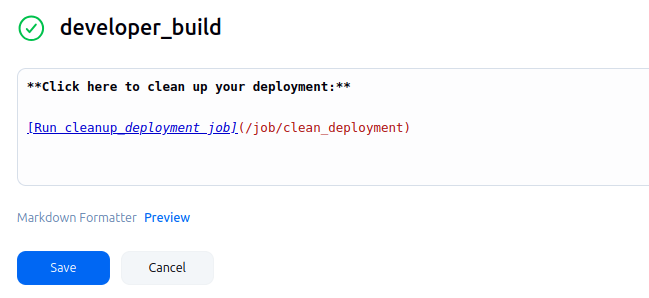 developer_build
**Click here to clean up your deployment:**
[Run cleanup_deployment job](/job/clean_deployment)
Markdown Formatter Preview
Save Cancel